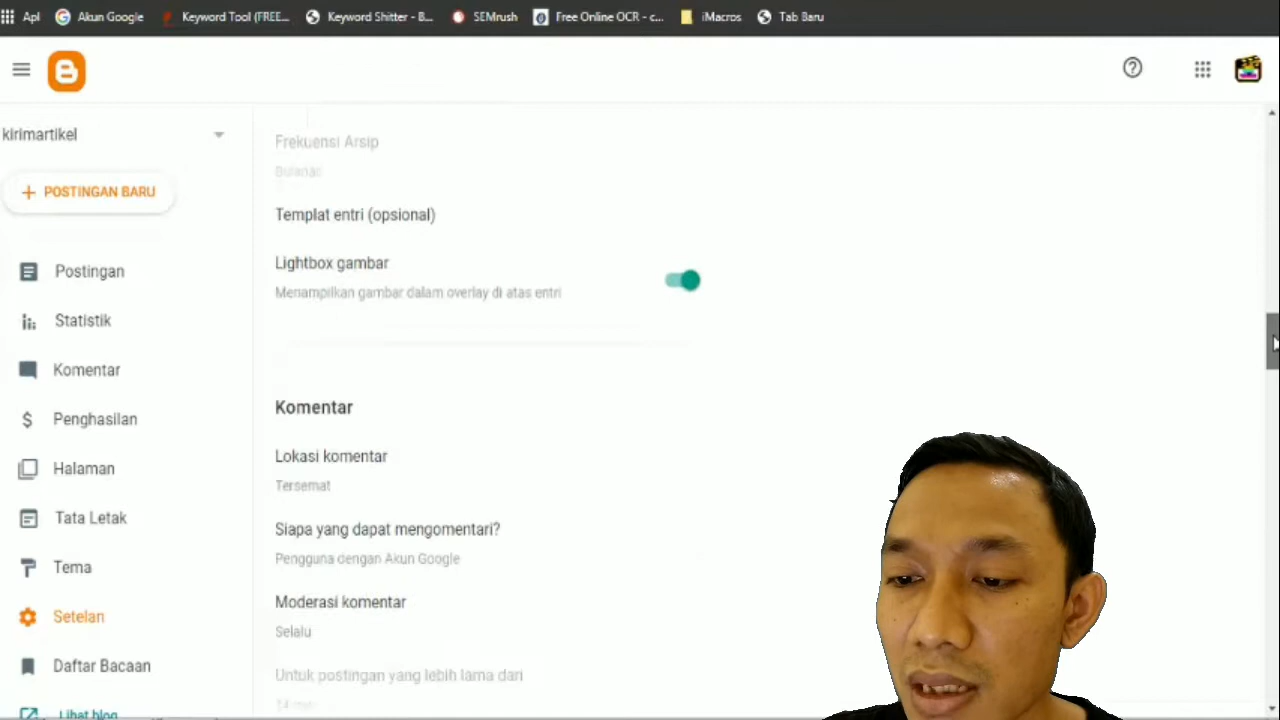 Apl
Akun Google
Keyword Tool (FREE...
Keyword Shitter - B...
SEMrush
Free Online OCR - c...
iMacros
Tab Baru
kirimartikel
+ POSTINGAN BARU
Postingan
Statistik
Komentar
Penghasilan
Halaman
Tata Letak
Tema
Setelan
Daftar Bacaan
Lihat blog
Frekuensi Arsip
Bulanan
Templat entri (opsional)
Lightbox gambar
Menampilkan gambar dalam overlay di atas entri
Komentar
Lokasi komentar
Tersemat
Siapa yang dapat mengomentari?
Pengguna dengan Akun Google
Moderasi komentar
Selalu
Untuk postingan yang lebih lama dari